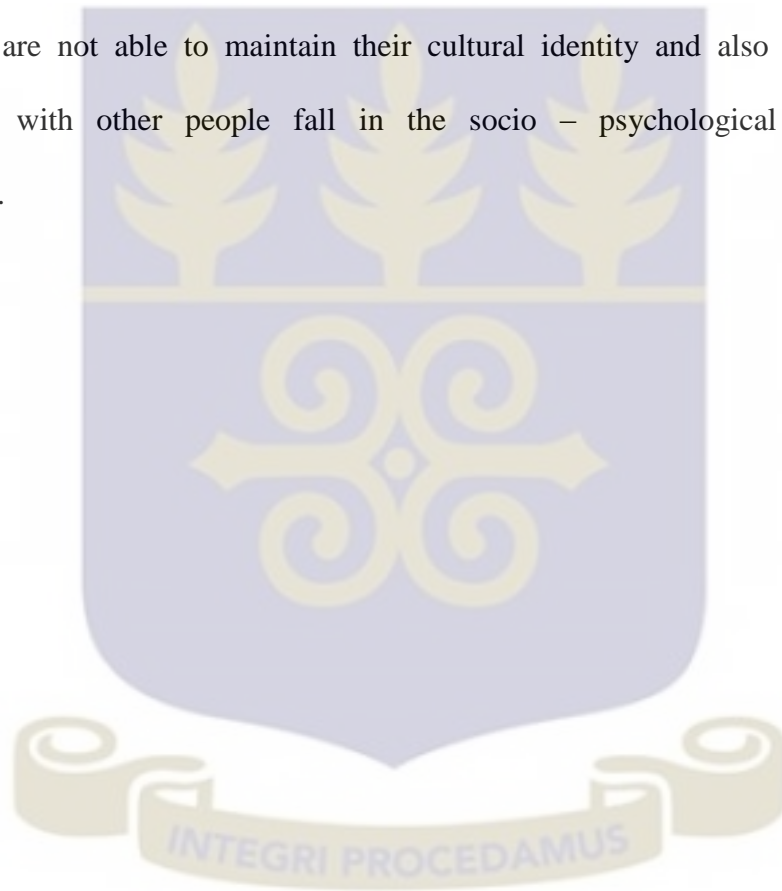 are not able to maintain their cultural identity and also
with other people fall in the socio – psychological
.
INTEGRI PROCEDAMUS